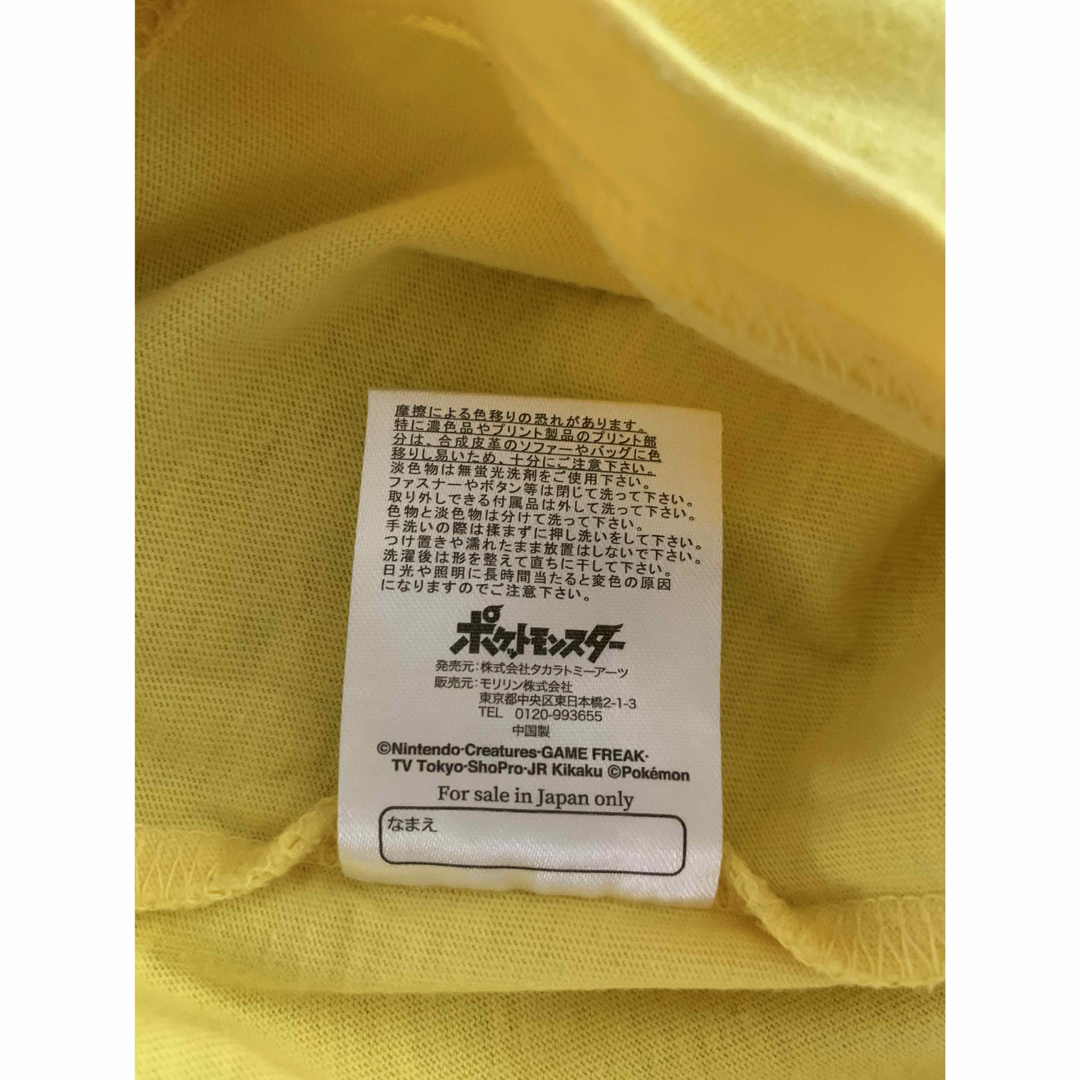 摩擦による色移りの恐れがあります。
特に濃色品やプリント製品のプリント部
分は、合成皮革のソファーやバッグに色
移りし易いため、十分にご注意下さい。
淡色物は無蛍光洗剤をご使用下さい。
ファスナーやボタン等は閉じて洗って下さい。
取り外しできる付属品は外して洗って下さい。
色物と淡色物は分けて洗って下さい。
手洗いの際は揉まずに押し洗いをして下さい。
つけ置きや濡れたまま放置はしないで下さい。
洗濯後は形を整えて直ちに干して下さい。
日光や照明に長時間当たると変色の原因
になりますのでご注意下さい。
ポケットモンスター
発売元:株式会社タカラトミーアーツ
販売元:モリリン株式会社
東京都中央区東日本橋2-1-3
TEL 0120-993655
中国製
©Nintendo·Creatures·GAME FREAK·
TV Tokyo·ShoPro·JR Kikaku ©Pokémon
For sale in Japan only
なまえ